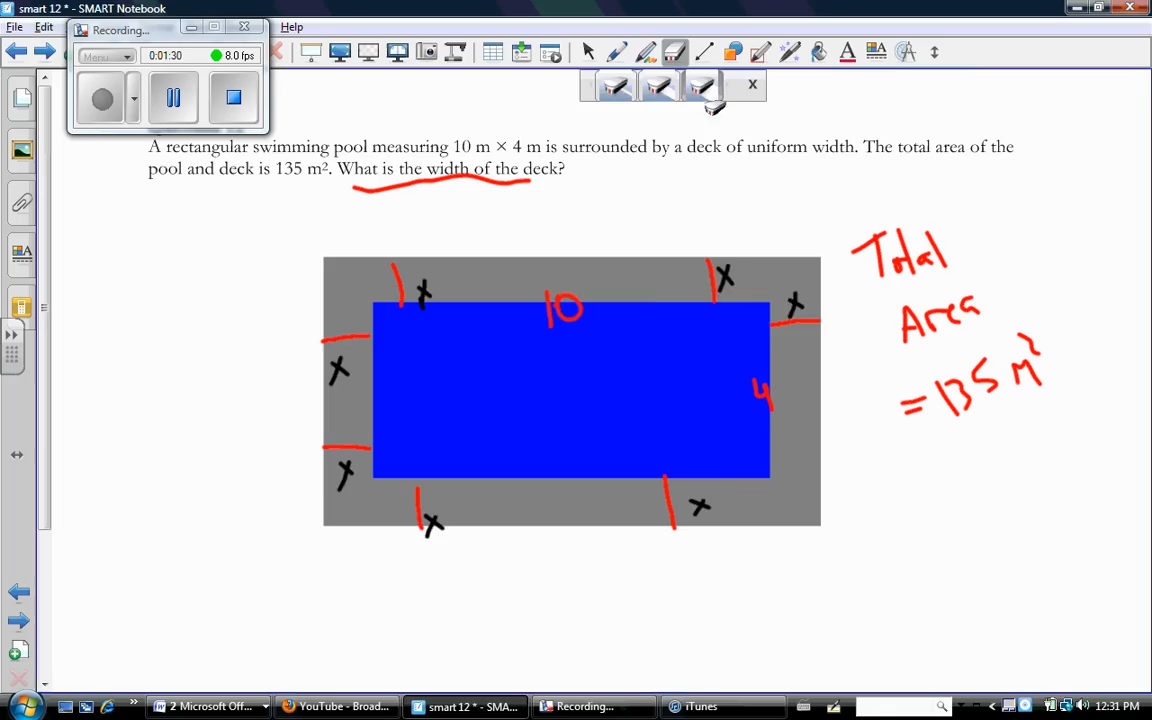 smart 12 * - SMART Notebook
File Edit Help
Recording...
Menu 0:01:30 8.0 fps
A rectangular swimming pool measuring 10 m × 4 m is surrounded by a deck of uniform width. The total area of the
pool and deck is 135 m². What is the width of the deck?
x x x
10
Total
Area
= 135 m²
x
4
x
x x
2 Microsoft Off... YouTube - Broad... smart 12 * - SMA... Recording... iTunes 12:31 PM